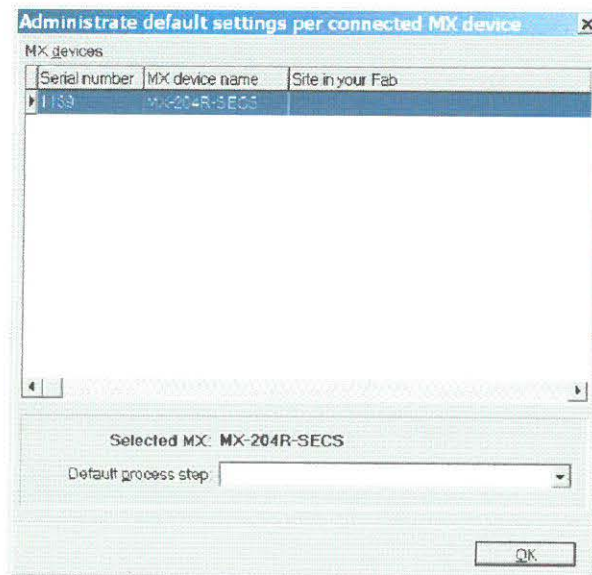 Administrate default settings per connected MX device
MX devices
Serial number MX device name Site in your Fab
1139 MX-204R-SECS
Selected MX: MX-204R-SECS
Default process step:
OK